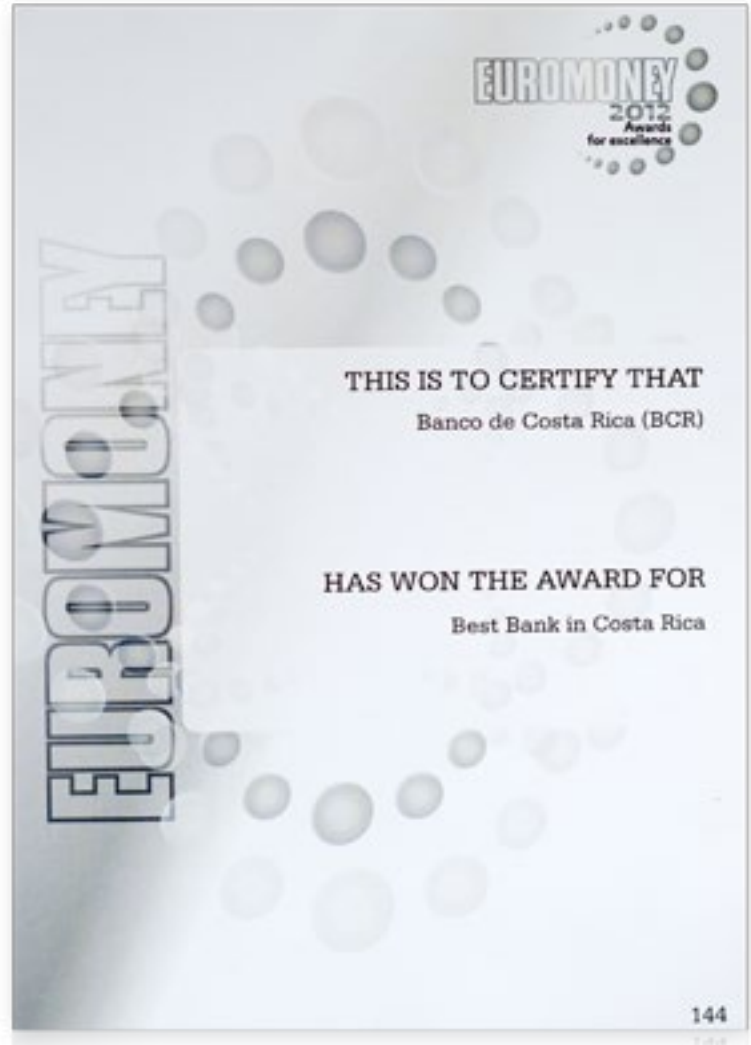 EUROMONEY
2012
Awards
for excellence
EUROMONEY
THIS IS TO CERTIFY THAT
Banco de Costa Rica (BCR)
HAS WON THE AWARD FOR
Best Bank in Costa Rica
144